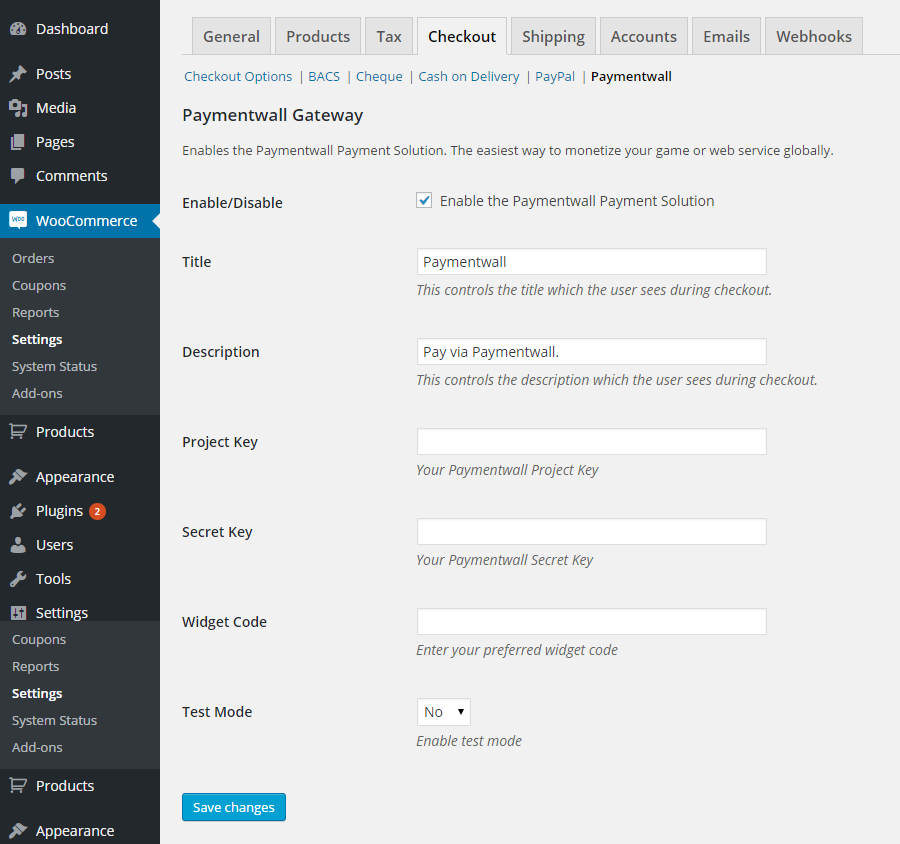 Dashboard
Posts
Media
Pages
Comments
woo WooCommerce
Orders
Coupons
Reports
Settings
System Status
Add-ons
Products
Appearance
Plugins 2
Users
Tools
Settings
Coupons
Reports
Settings
System Status
Add-ons
Products
Appearance
General Products Tax Checkout Shipping Accounts Emails Webhooks
Checkout Options | BACS | Cheque | Cash on Delivery | PayPal | Paymentwall
Paymentwall Gateway
Enables the Paymentwall Payment Solution. The easiest way to monetize your game or web service globally.
Enable/Disable Enable the Paymentwall Payment Solution
Title Paymentwall
This controls the title which the user sees during checkout.
Description Pay via Paymentwall.
This controls the description which the user sees during checkout.
Project Key
Your Paymentwall Project Key
Secret Key
Your Paymentwall Secret Key
Widget Code
Enter your preferred widget code
Test Mode No
Enable test mode
Save changes